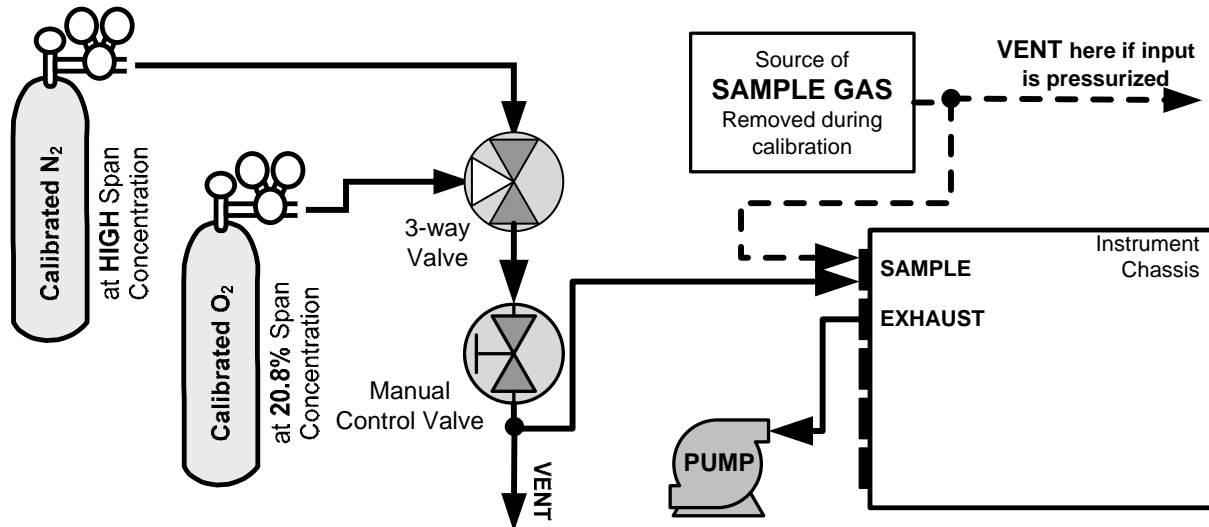 Calibrated N₂
at HIGH Span
Concentration
Calibrated O₂
at 20.8% Span
Concentration
3-way
Valve
Manual
Control Valve
VENT
Source of
SAMPLE GAS
Removed during
calibration
VENT here if input
is pressurized
Instrument
Chassis
SAMPLE
EXHAUST
PUMP